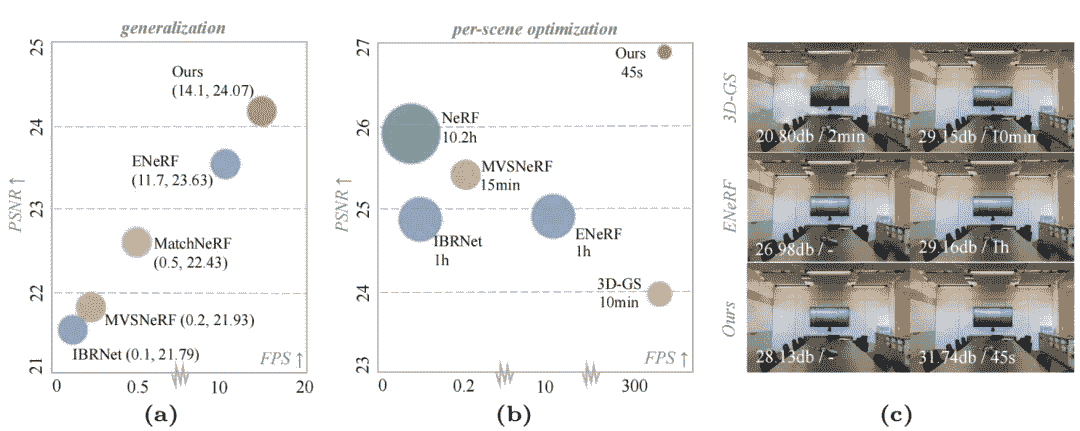 generalization
PSNR ↑
25
24
23
22
21
Ours
(14.1, 24.07)
ENeRF
(11.7, 23.63)
MatchNeRF
(0.5, 22.43)
MVSNeRF (0.2, 21.93)
IBRNet (0.1, 21.79)
FPS ↑
0 0.5 10 20
(a)
per-scene optimization
PSNR ↑
27
26
25
24
23
Ours
45s
NeRF
10.2h
MVSNeRF
15min
IBRNet
1h
ENeRF
1h
3D-GS
10min
FPS ↑
0 0.2 10 300
(b)
3D-GS
20.80db / 2min 29.15db / 10min
ENeRF
26.98db / - 29.16db / 1h
Ours
28.13db / - 31.74db / 45s
(c)